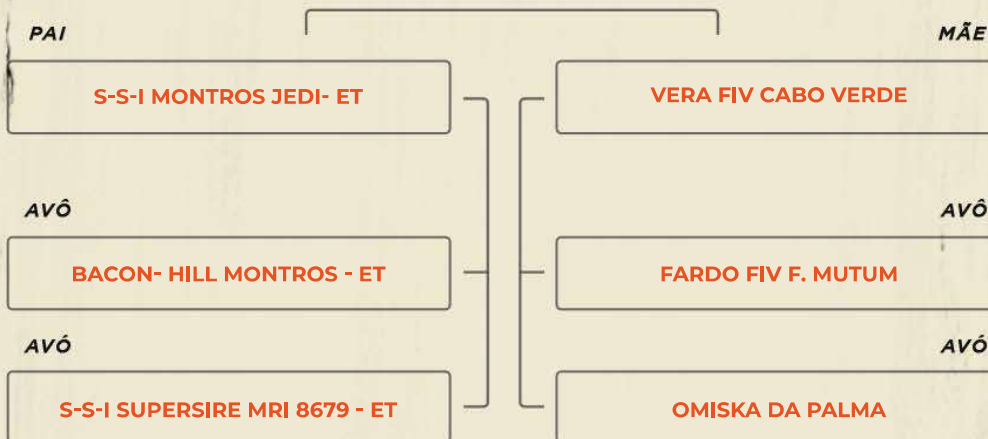 PAI
MÃE
S-S-I MONTROS JEDI- ET
VERA FIV CABO VERDE
AVÔ
AVÔ
BACON- HILL MONTROS - ET
FARDO FIV F. MUTUM
AVÓ
AVÓ
S-S-I SUPERSIRE MRI 8679 - ET
OMISKA DA PALMA